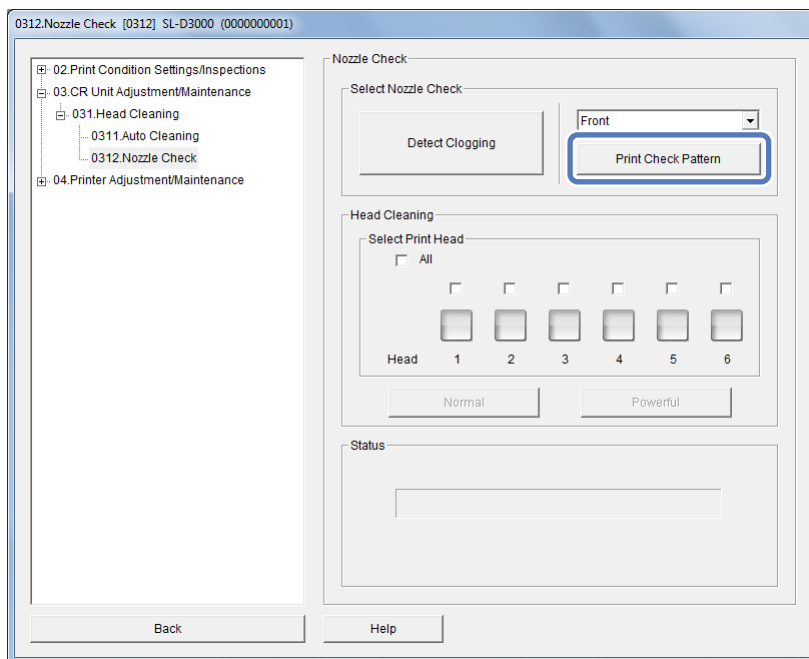 0312.Nozzle Check [0312] SL-D3000 (0000000001)
02.Print Condition Settings/Inspections
03.CR Unit Adjustment/Maintenance
031.Head Cleaning
0311.Auto Cleaning
0312.Nozzle Check
04.Printer Adjustment/Maintenance
Nozzle Check
Select Nozzle Check
Detect Clogging
Front
Print Check Pattern
Head Cleaning
Select Print Head
All
Head 1 2 3 4 5 6
Normal Powerful
Status
Back Help